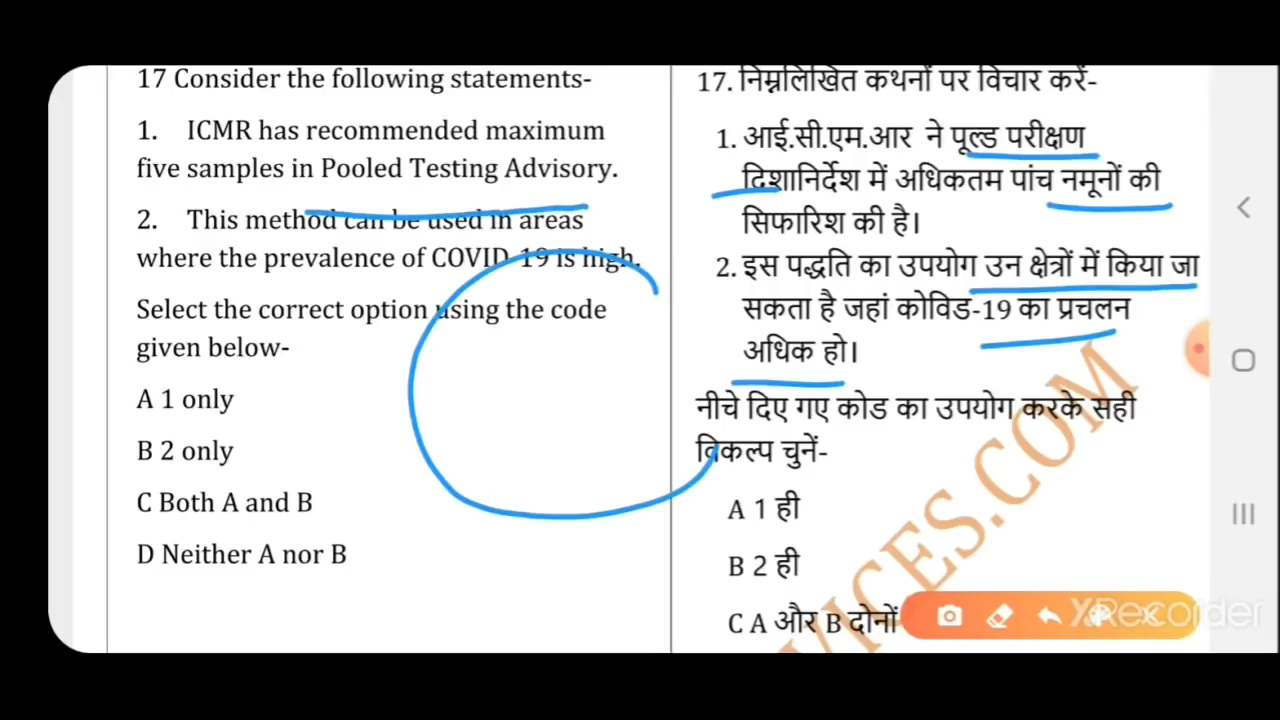 17 Consider the following statements-
1. ICMR has recommended maximum
five samples in Pooled Testing Advisory.
2. This method can be used in areas
where the prevalence of COVID-19 is high.
Select the correct option using the code
given below-
A 1 only
B 2 only
C Both A and B
D Neither A nor B
17. निम्नलिखित कथनों पर विचार करें-
1. आई.सी.एम.आर ने पूल्ड परीक्षण
दिशानिर्देश में अधिकतम पांच नमूनों की
सिफारिश की है।
2. इस पद्धति का उपयोग उन क्षेत्रों में किया जा
सकता है जहां कोविड-19 का प्रचलन
अधिक हो।
नीचे दिए गए कोड का उपयोग करके सही
विकल्प चुनें-
A 1 ही
B 2 ही
C A और B दोनों
VICES.COM
XRecorder